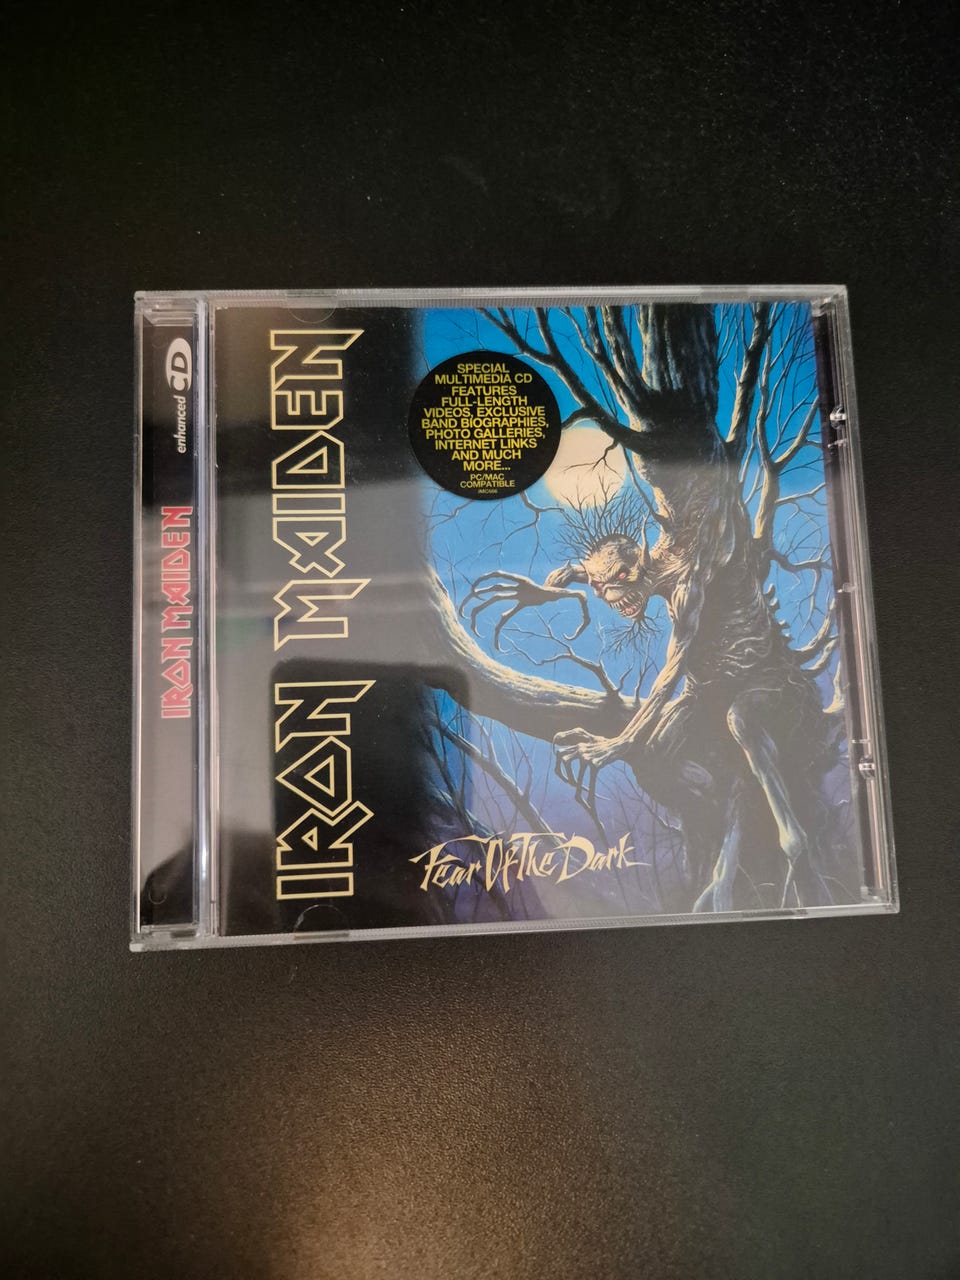 enhanced CD
IRON MAIDEN
IRON MAIDEN
SPECIAL
MULTIMEDIA CD
FEATURES
FULL-LENGTH
VIDEOS, EXCLUSIVE
BAND BIOGRAPHIES,
PHOTO GALLERIES,
INTERNET LINKS
AND MUCH
MORE...
PC/MAC
COMPATIBLE
Fear Of The Dark